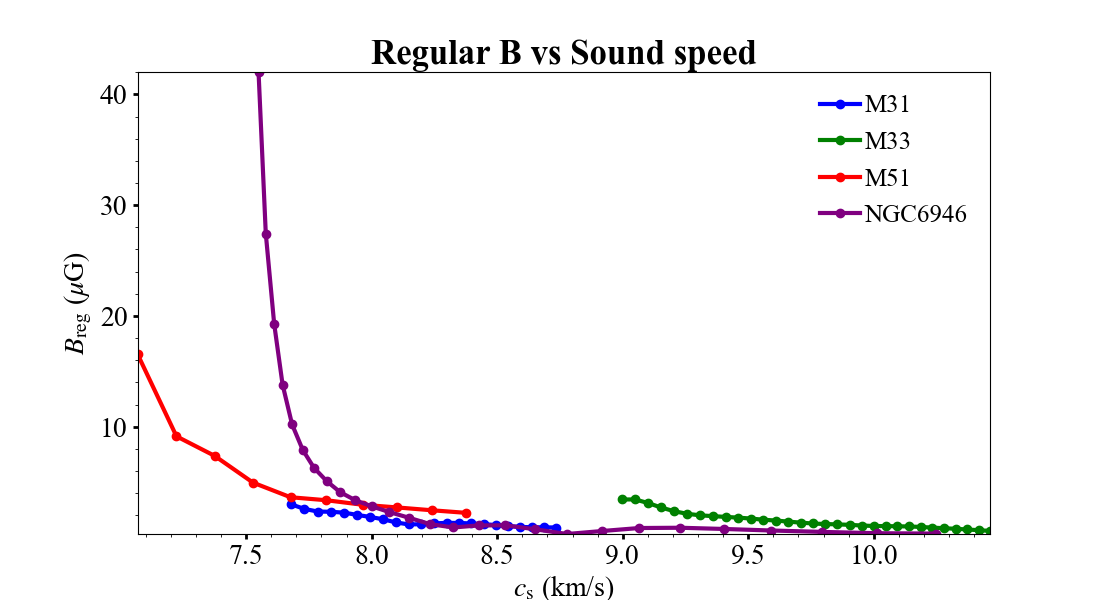 Regular B vs Sound speed
M31
M33
M51
NGC6946
40
30
20
10
B_reg (μG)
7.5 8.0 8.5 9.0 9.5 10.0
c_s (km/s)